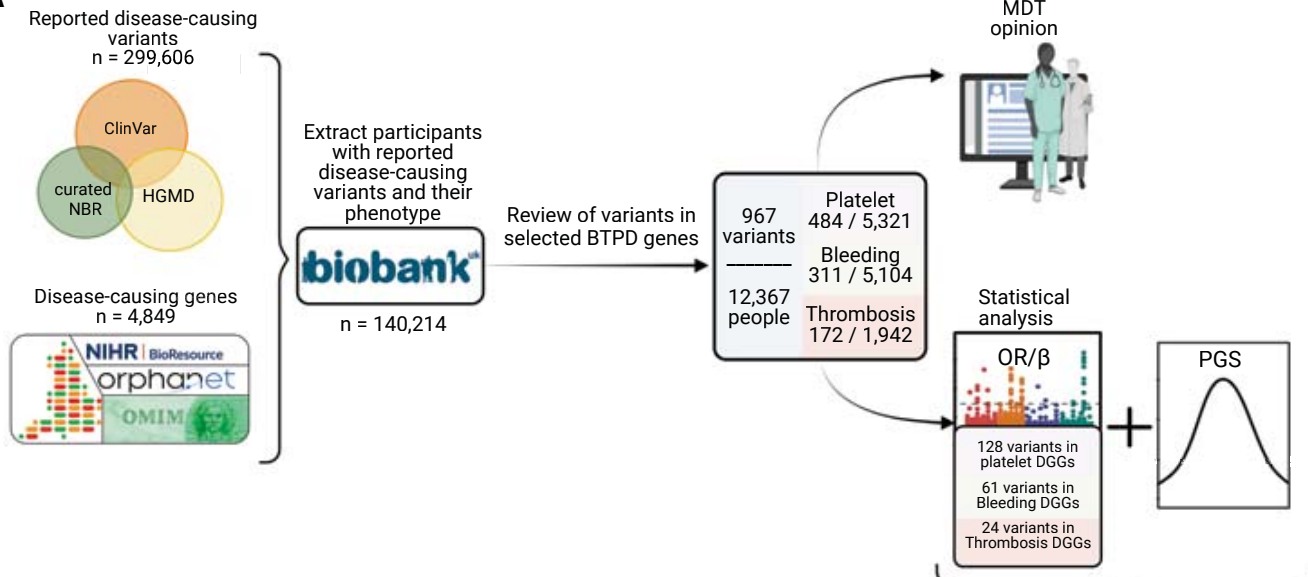 Reported disease-causing
variants
n = 299,606
ClinVar
curated
NBR
HGMD
Disease-causing genes
n = 4,849
NIHR | BioResource
orphanet
OMIM
Extract participants
with reported
disease-causing
variants and their
phenotype
biobank uk
n = 140,214
Review of variants in
selected BTPD genes
967
variants
12,367
people
Platelet
484 / 5,321
Bleeding
311 / 5,104
Thrombosis
172 / 1,942
MDT
opinion
Statistical
analysis
OR/β
128 variants in
platelet DGGs
61 variants in
Bleeding DGGs
24 variants in
Thrombosis DGGs
+
PGS